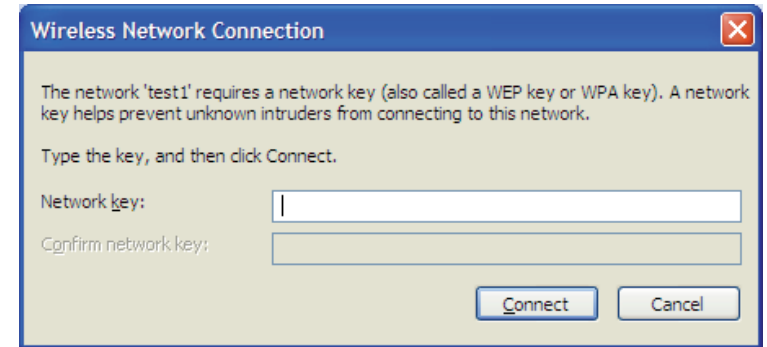 Wireless Network Connection
The network 'test1' requires a network key (also called a WEP key or WPA key). A network
key helps prevent unknown intruders from connecting to this network.
Type the key, and then click Connect.
Network key:
Confirm network key:
Connect Cancel